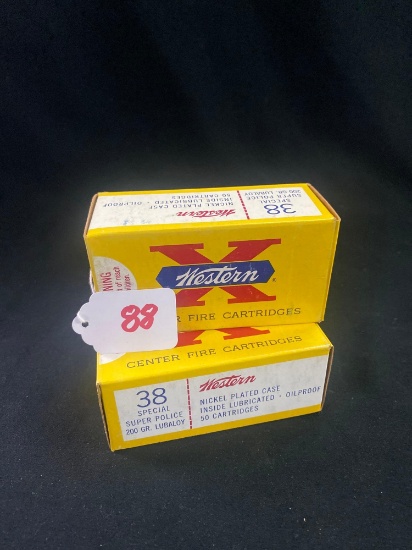 38
SPECIAL
SUPER POLICE
200 GR. LUBALOY
Western
NICKEL PLATED CASE
INSIDE LUBRICATED · OILPROOF
50 CARTRIDGES
X
Western
FIRE CARTRIDGES
88
CENTER FIRE CARTRIDGES
38
SPECIAL
SUPER POLICE
200 GR. LUBALOY
Western
NICKEL PLATED CASE
INSIDE LUBRICATED · OILPROOF
50 CARTRIDGES